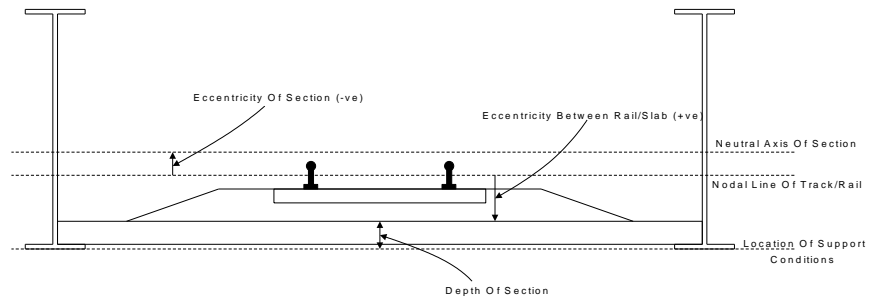 Eccentricity Of Section (-ve)
Eccentricity Between Rail/Slab (+ve)
Neutral Axis Of Section
Nodal Line Of Track/Rail
Location Of Support
Conditions
Depth Of Section